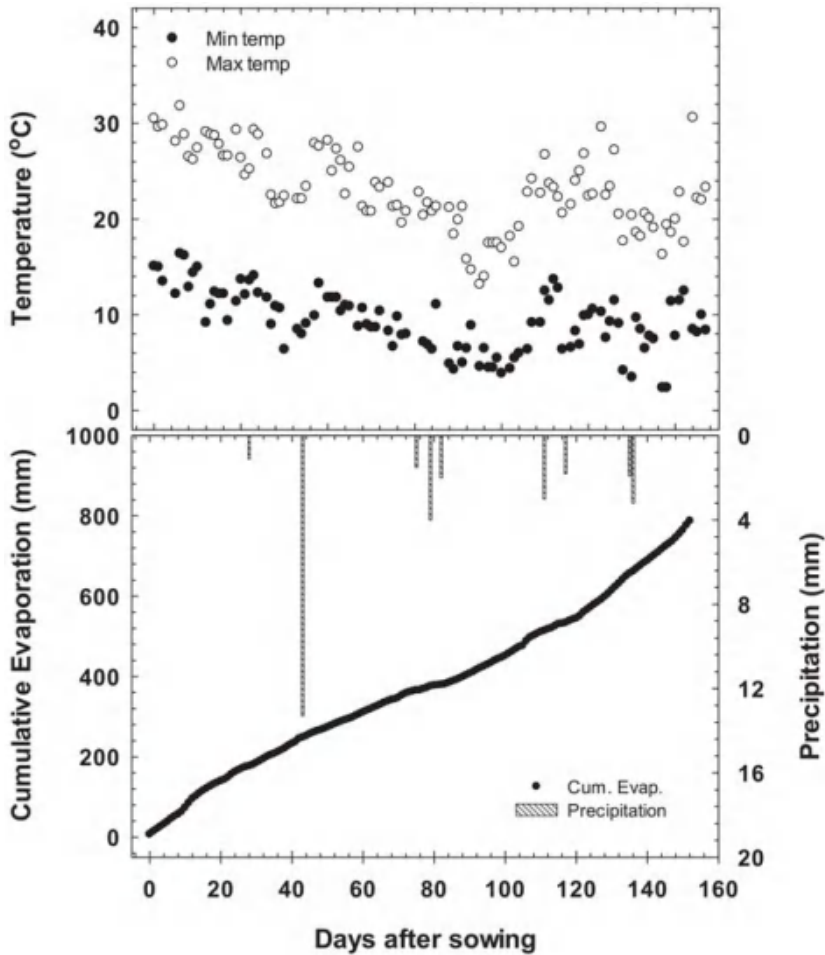 40
Min temp
Max temp
30
20
10
0
Temperature (°C)
1000
800
600
400
200
0
Cumulative Evaporation (mm)
0
4
8
12
16
20
Precipitation (mm)
Cum. Evap.
Precipitation
0 20 40 60 80 100 120 140 160
Days after sowing